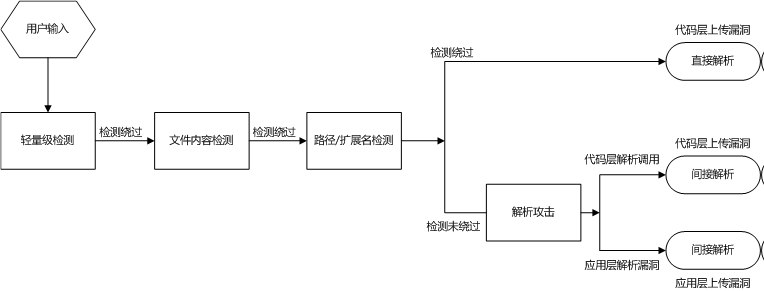 用户输入
轻量级检测
检测绕过
文件内容检测
检测绕过
路径/扩展名检测
检测绕过
代码层上传漏洞
直接解析
检测未绕过
解析攻击
代码层解析调用
代码层上传漏洞
间接解析
应用层解析漏洞
间接解析
应用层上传漏洞